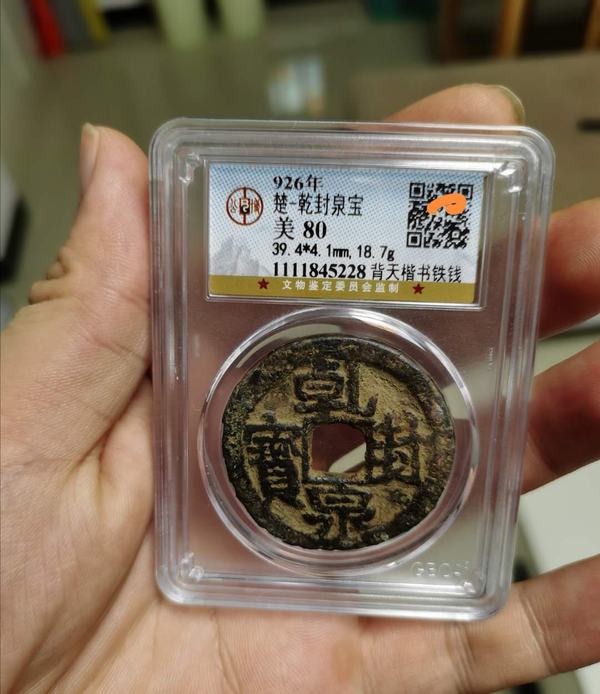 926年
楚-乾封泉宝
美 80
39.4*4.1mm,18.7g
1111845228 背天楷书铁钱
★ 文物鉴定委员会监制 ★
乾
寶 封
泉